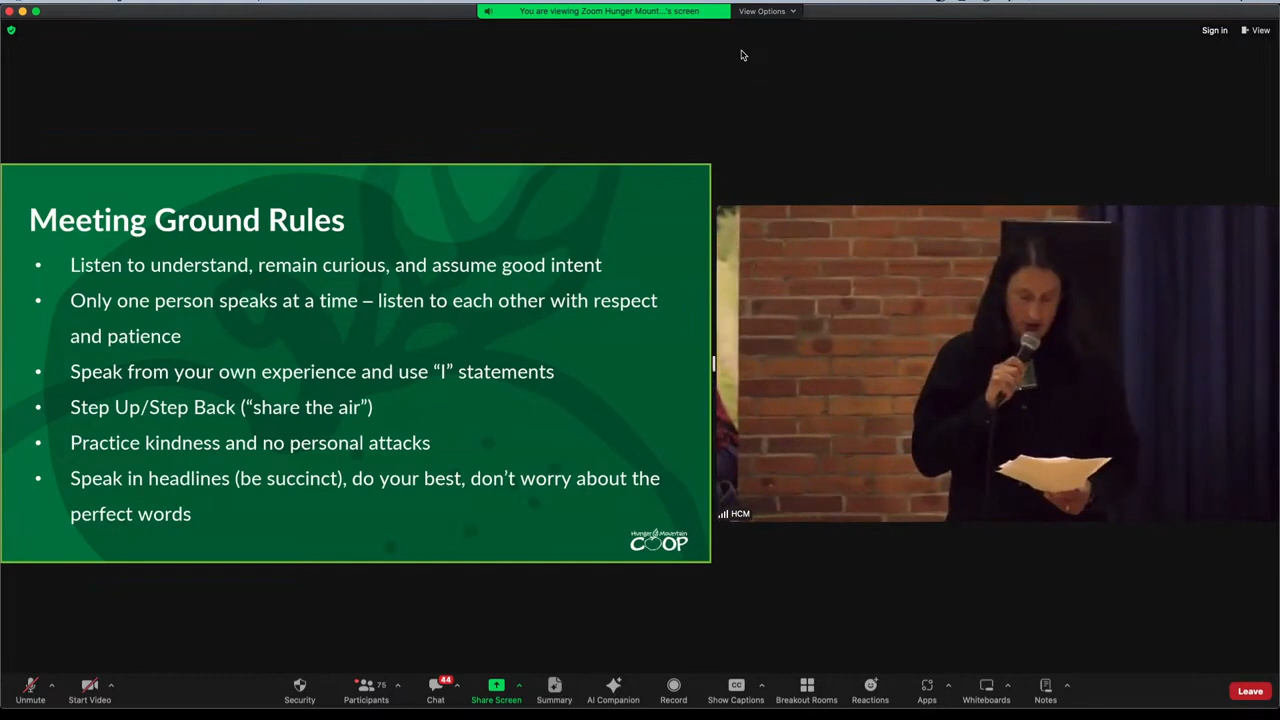 You are viewing Zoom Hunger Mount...'s screen
View Options
Sign in
View
Meeting Ground Rules
• Listen to understand, remain curious, and assume good intent
• Only one person speaks at a time – listen to each other with respect
and patience
• Speak from your own experience and use “I” statements
• Step Up/Step Back (“share the air”)
• Practice kindness and no personal attacks
• Speak in headlines (be succinct), do your best, don’t worry about the
perfect words
Hunger Mountain
COOP
HCM
75
44
Unmute
Start Video
Security
Participants
Chat
Share Screen
Summary
AI Companion
Record
Show Captions
Breakout Rooms
Reactions
Apps
Whiteboards
Notes
Leave